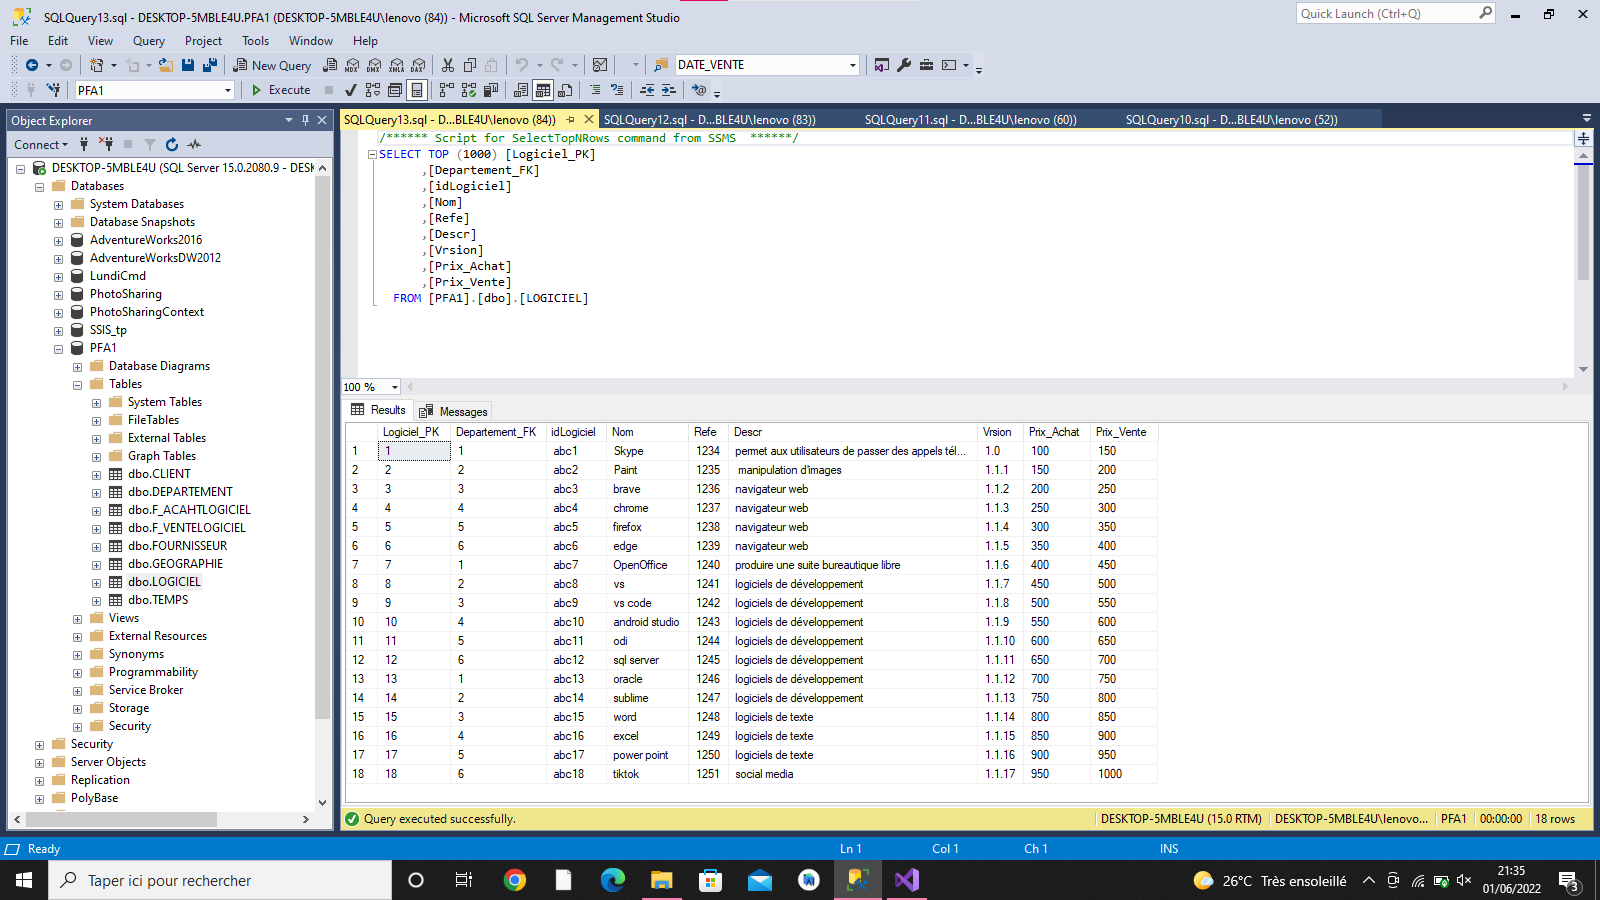 SQLQuery13.sql - DESKTOP-5MBLE4U.PFA1 (DESKTOP-5MBLE4U\lenovo (84)) - Microsoft SQL Server Management Studio
Quick Launch (Ctrl+Q)
File Edit View Query Project Tools Window Help
New Query MDX DMX XMLA DAX DATE_VENTE
PFA1 Execute
Object Explorer
Connect
DESKTOP-5MBLE4U (SQL Server 15.0.2080.9 - DESK
Databases
System Databases
Database Snapshots
AdventureWorks2016
AdventureWorksDW2012
LundiCmd
PhotoSharing
PhotoSharingContext
SSIS_tp
PFA1
Database Diagrams
Tables
System Tables
FileTables
External Tables
Graph Tables
dbo.CLIENT
dbo.DEPARTEMENT
dbo.F_ACAHTLOGICIEL
dbo.F_VENTELOGICIEL
dbo.FOURNISSEUR
dbo.GEOGRAPHIE
dbo.LOGICIEL
dbo.TEMPS
Views
External Resources
Synonyms
Programmability
Service Broker
Storage
Security
Security
Server Objects
Replication
PolyBase
SQLQuery13.sql - D...BLE4U\lenovo (84)) SQLQuery12.sql - D...BLE4U\lenovo (83)) SQLQuery11.sql - D...BLE4U\lenovo (60)) SQLQuery10.sql - D...BLE4U\lenovo (52))
/****** Script for SelectTopNRows command from SSMS ******/
SELECT TOP (1000) [Logiciel_PK]
,[Departement_FK]
,[idLogiciel]
,[Nom]
,[Refe]
,[Descr]
,[Vrsion]
,[Prix_Achat]
,[Prix_Vente]
FROM [PFA1].[dbo].[LOGICIEL]
100 %
Results Messages
Logiciel_PK Departement_FK idLogiciel Nom Refe Descr Vrsion Prix_Achat Prix_Vente
1 1 1 abc1 Skype 1234 permet aux utilisateurs de passer des appels tél... 1.0 100 150
2 2 2 abc2 Paint 1235 manipulation d'images 1.1.1 150 200
3 3 3 abc3 brave 1236 navigateur web 1.1.2 200 250
4 4 4 abc4 chrome 1237 navigateur web 1.1.3 250 300
5 5 5 abc5 firefox 1238 navigateur web 1.1.4 300 350
6 6 6 abc6 edge 1239 navigateur web 1.1.5 350 400
7 7 1 abc7 OpenOffice 1240 produire une suite bureautique libre 1.1.6 400 450
8 8 2 abc8 vs 1241 logiciels de développement 1.1.7 450 500
9 9 3 abc9 vs code 1242 logiciels de développement 1.1.8 500 550
10 10 4 abc10 android studio 1243 logiciels de développement 1.1.9 550 600
11 11 5 abc11 odi 1244 logiciels de développement 1.1.10 600 650
12 12 6 abc12 sql server 1245 logiciels de développement 1.1.11 650 700
13 13 1 abc13 oracle 1246 logiciels de développement 1.1.12 700 750
14 14 2 abc14 sublime 1247 logiciels de développement 1.1.13 750 800
15 15 3 abc15 word 1248 logiciels de texte 1.1.14 800 850
16 16 4 abc16 excel 1249 logiciels de texte 1.1.15 850 900
17 17 5 abc17 power point 1250 logiciels de texte 1.1.16 900 950
18 18 6 abc18 tiktok 1251 social media 1.1.17 950 1000
Query executed successfully. DESKTOP-5MBLE4U (15.0 RTM) DESKTOP-5MBLE4U\lenovo... PFA1 00:00:00 18 rows
Ready Ln 1 Col 1 Ch 1 INS
Taper ici pour rechercher
26°C Très ensoleillé
21:35
01/06/2022
3